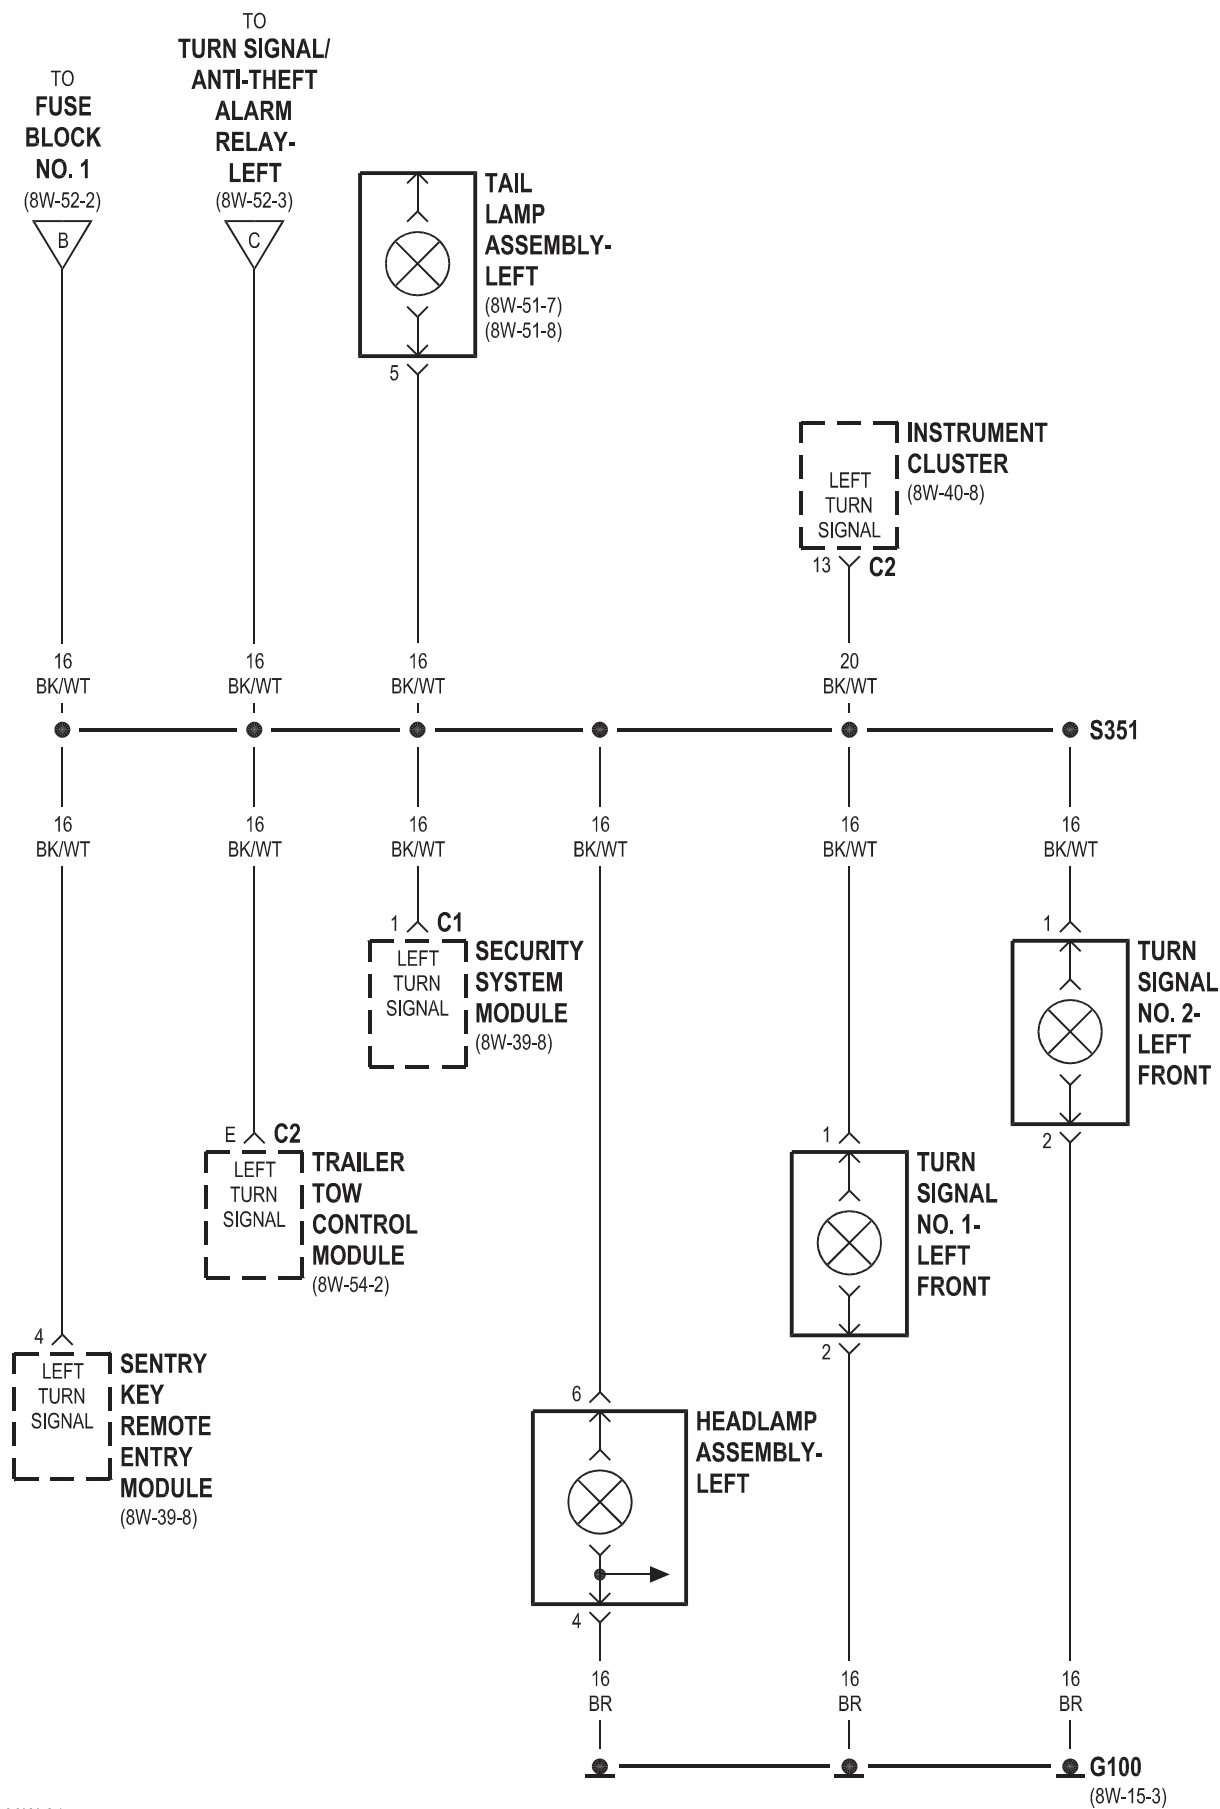 TO
FUSE
BLOCK
NO. 1
(8W-52-2)
B
TO
TURN SIGNAL/
ANTI-THEFT
ALARM
RELAY-
LEFT
(8W-52-3)
C
TAIL
LAMP
ASSEMBLY-
LEFT
(8W-51-7)
(8W-51-8)
5
INSTRUMENT
CLUSTER
(8W-40-8)
LEFT
TURN
SIGNAL
13
C2
16
BK/WT
16
BK/WT
16
BK/WT
20
BK/WT
S351
16
BK/WT
16
BK/WT
16
BK/WT
16
BK/WT
16
BK/WT
16
BK/WT
1
C1
LEFT
TURN
SIGNAL
SECURITY
SYSTEM
MODULE
(8W-39-8)
1
TURN
SIGNAL
NO. 2-
LEFT
FRONT
2
E
C2
LEFT
TURN
SIGNAL
TRAILER
TOW
CONTROL
MODULE
(8W-54-2)
1
TURN
SIGNAL
NO. 1-
LEFT
FRONT
2
4
LEFT
TURN
SIGNAL
SENTRY
KEY
REMOTE
ENTRY
MODULE
(8W-39-8)
6
HEADLAMP
ASSEMBLY-
LEFT
4
16
BR
16
BR
16
BR
G100
(8W-15-3)